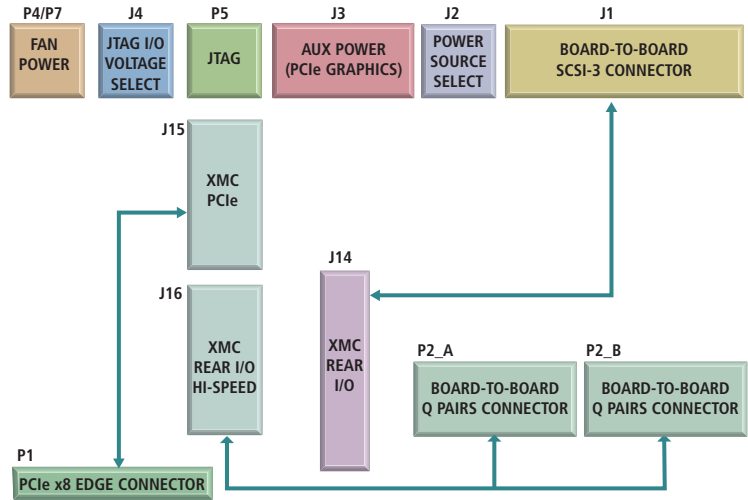 P4/P7
J4
P5
J3
J2
J1
FAN
POWER
JTAG I/O
VOLTAGE
SELECT
JTAG
AUX POWER
(PCIe GRAPHICS)
POWER
SOURCE
SELECT
BOARD-TO-BOARD
SCSI-3 CONNECTOR
J15
XMC
PCIe
J14
XMC
REAR
I/O
J16
XMC
REAR I/O
HI-SPEED
P2_A
BOARD-TO-BOARD
Q PAIRS CONNECTOR
P2_B
BOARD-TO-BOARD
Q PAIRS CONNECTOR
P1
PCIe x8 EDGE CONNECTOR